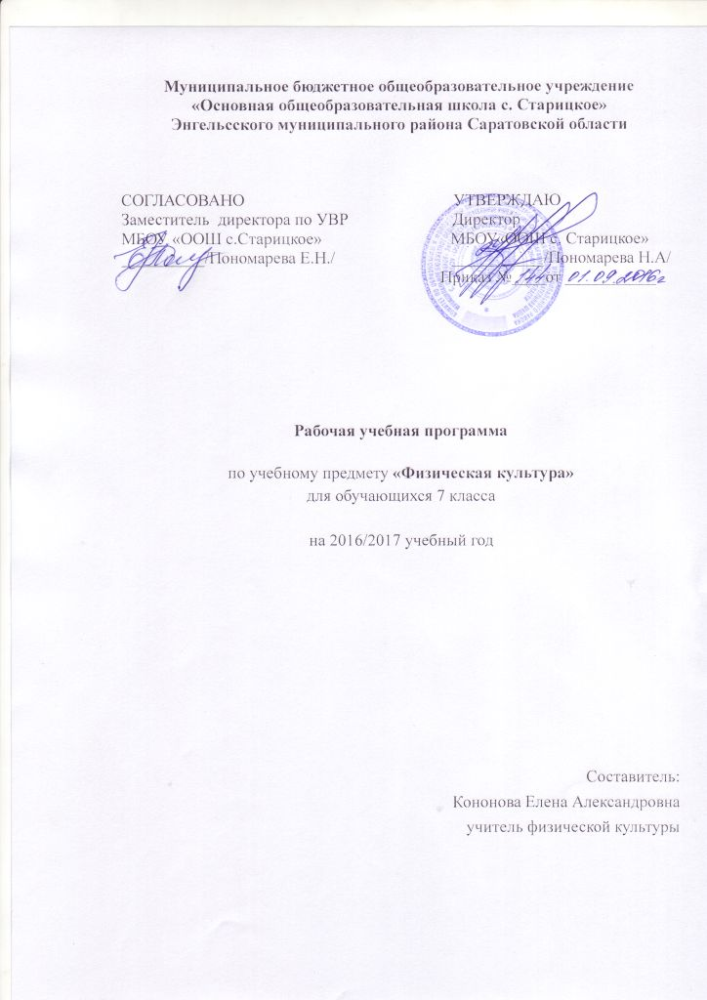 Муниципальное бюджетное общеобразовательное учреждение
«Основная общеобразовательная школа с. Старицкое»
Энгельсского муниципального района Саратовской области
СОГЛАСОВАНО
Заместитель директора по УВР
МБОУ «ООШ с.Старицкое»
/Пономарева Е.Н./
УТВЕРЖДАЮ
Директор
МБОУ «ООШ с. Старицкое»
/Пономарева Н.А/
Приказ № 144 от 01.09.2016г
Рабочая учебная программа
по учебному предмету «Физическая культура»
для обучающихся 7 класса
на 2016/2017 учебный год
Составитель:
Кононова Елена Александровна
учитель физической культуры